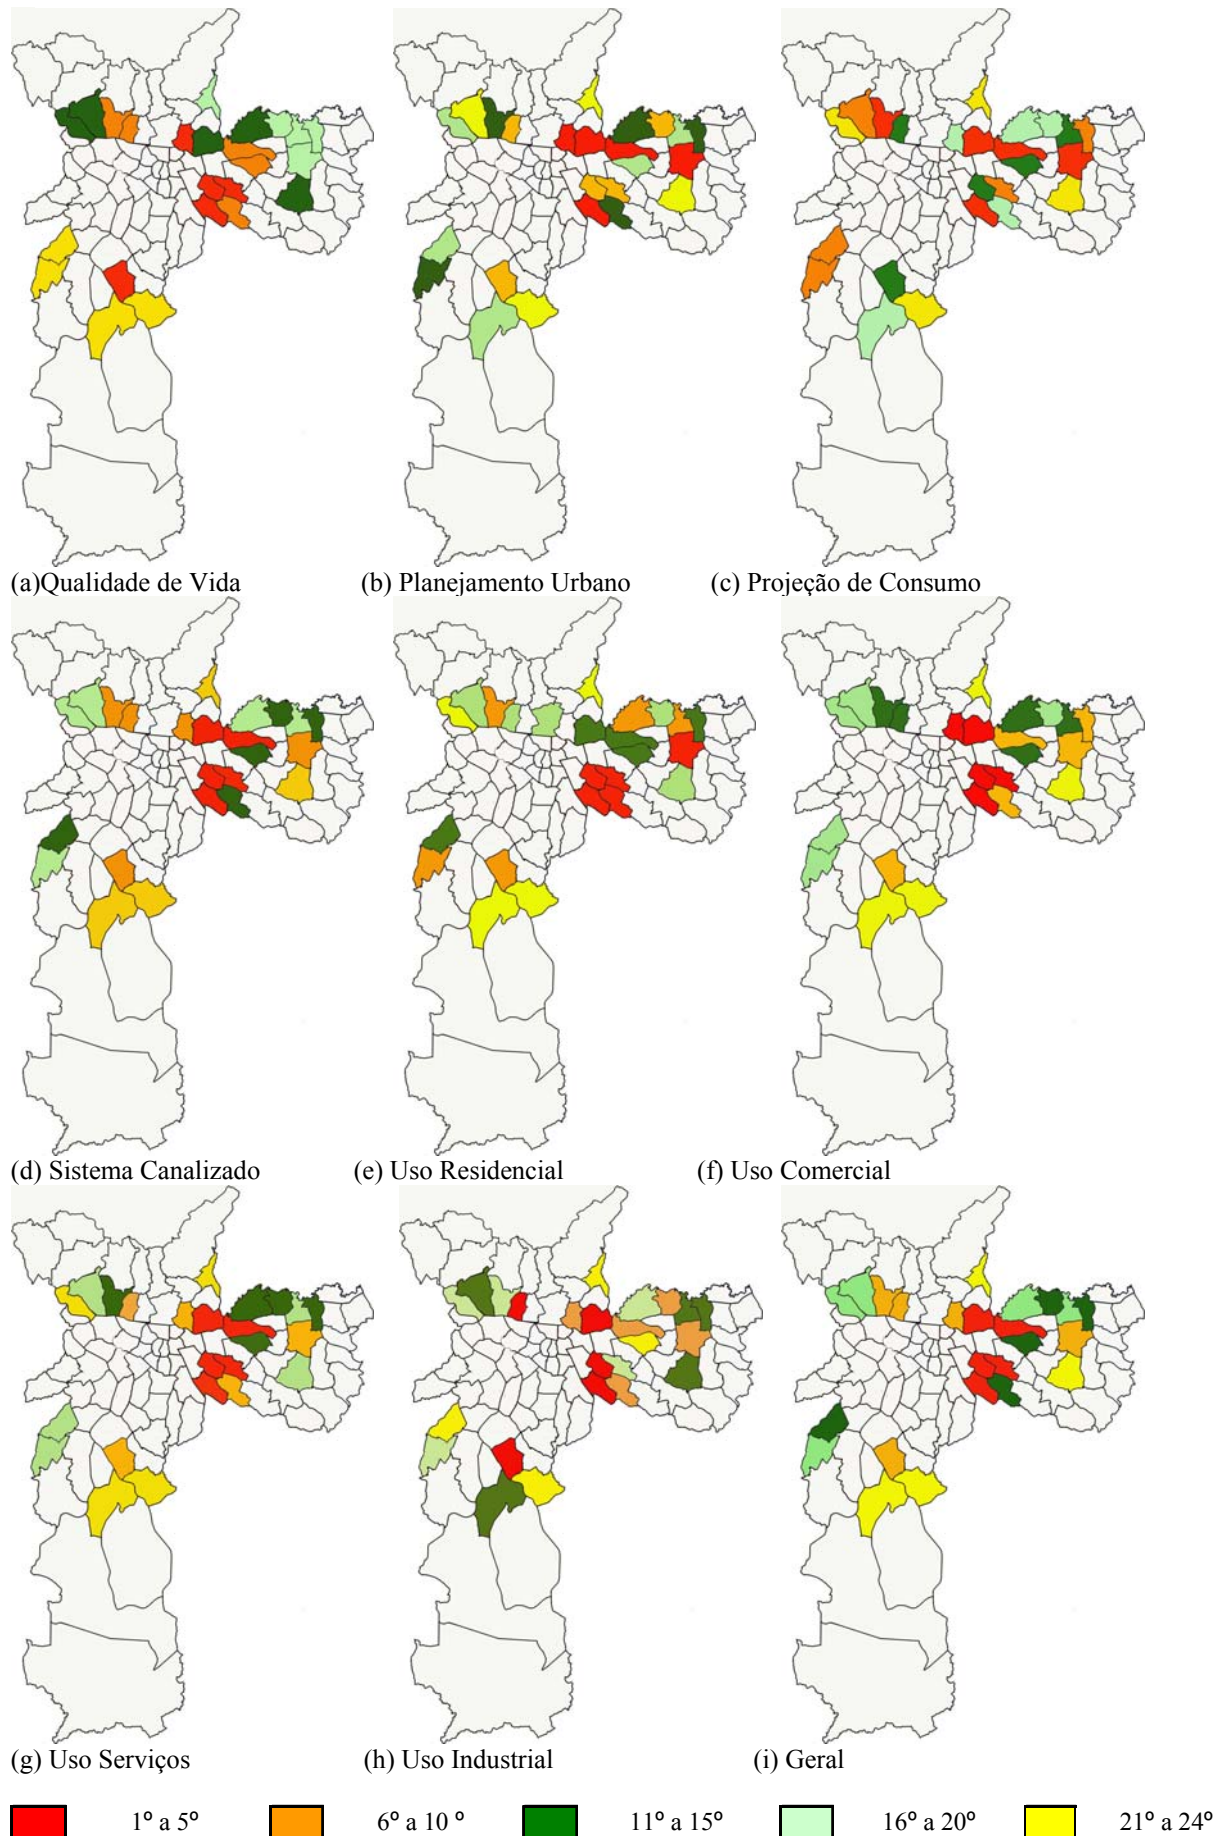 (a)Qualidade de Vida (b) Planejamento Urbano (c) Projeção de Consumo
(d) Sistema Canalizado (e) Uso Residencial (f) Uso Comercial
(g) Uso Serviços (h) Uso Industrial (i) Geral
1º a 5º 6º a 10 º 11º a 15º 16º a 20º 21º a 24º